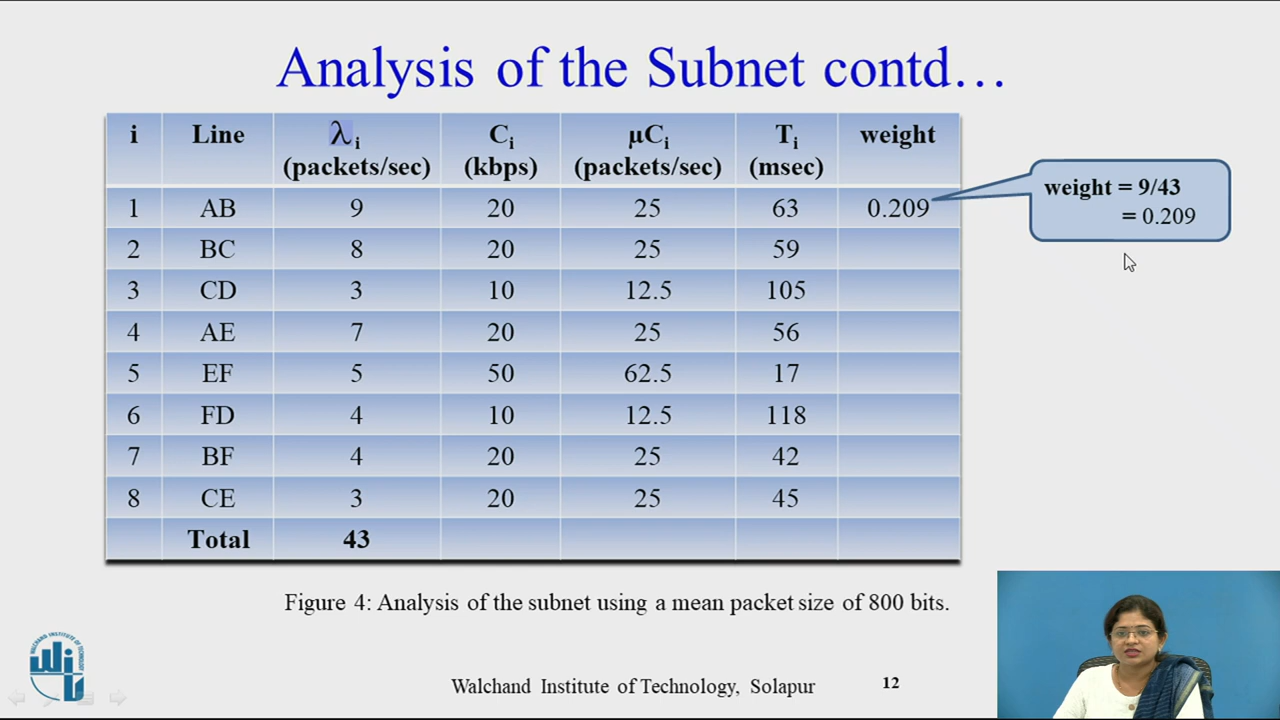 Analysis of the Subnet contd…
i Line λi (packets/sec) Ci (kbps) µCi (packets/sec) Ti (msec) weight
1 AB 9 20 25 63 0.209
2 BC 8 20 25 59
3 CD 3 10 12.5 105
4 AE 7 20 25 56
5 EF 5 50 62.5 17
6 FD 4 10 12.5 118
7 BF 4 20 25 42
8 CE 3 20 25 45
Total 43
weight = 9/43
= 0.209
Figure 4: Analysis of the subnet using a mean packet size of 800 bits.
WALCHAND INSTITUTE OF TECHNOLOGY
WIT
Walchand Institute of Technology, Solapur
12